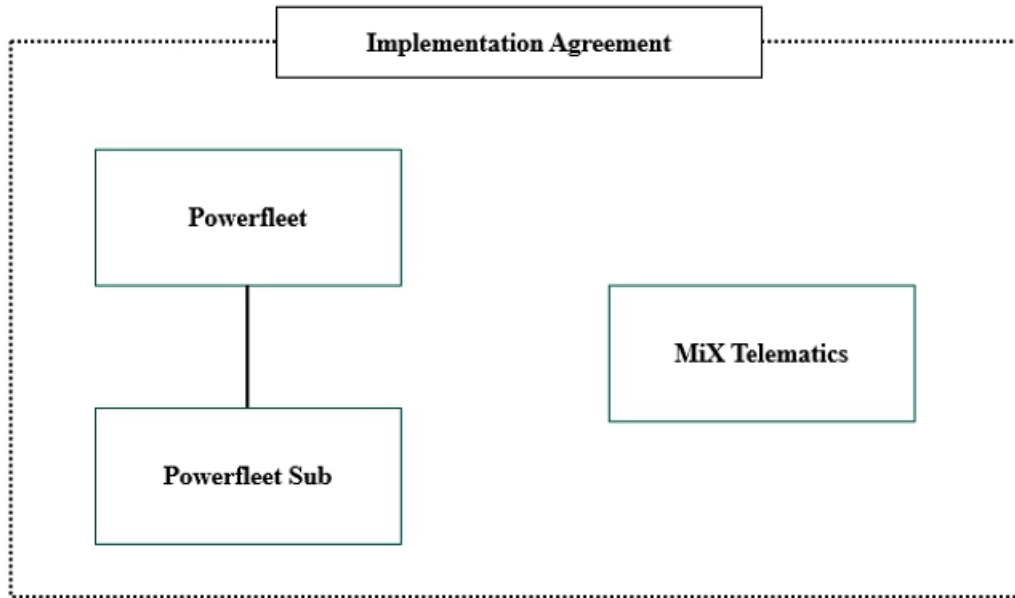 Implementation Agreement
Powerfleet
MiX Telematics
Powerfleet Sub